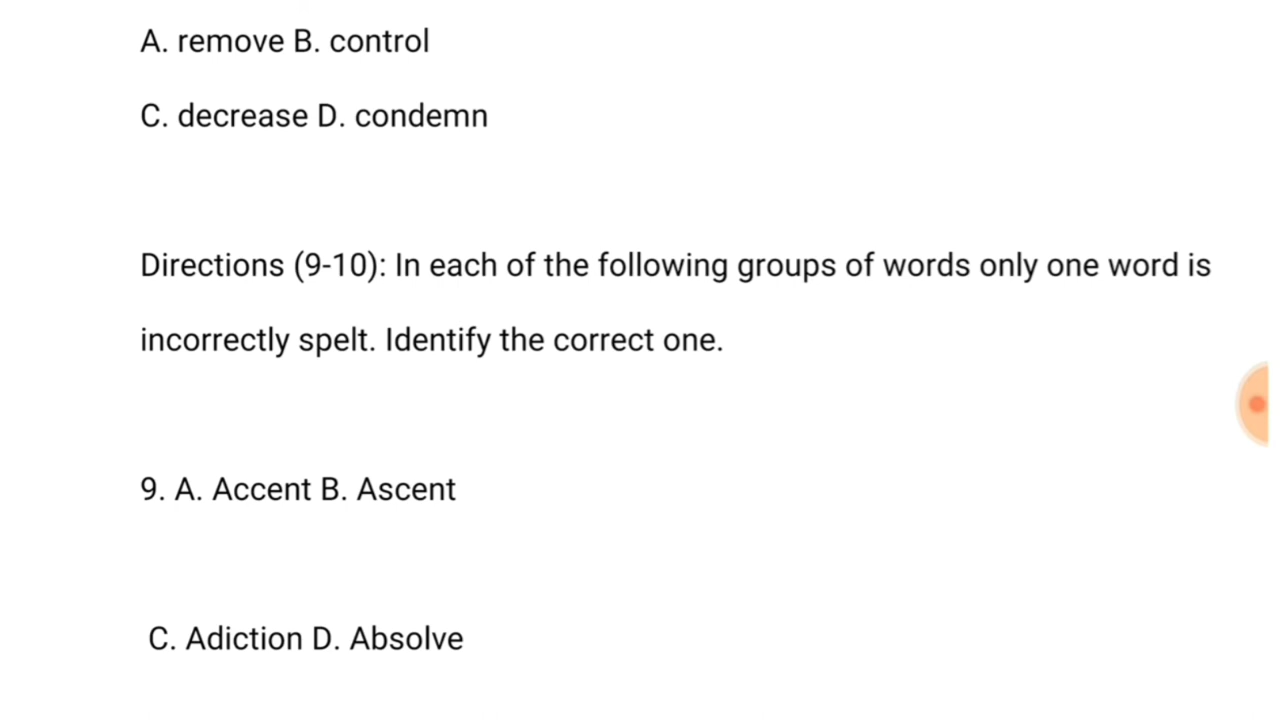 A. remove B. control
C. decrease D. condemn
Directions (9-10): In each of the following groups of words only one word is
incorrectly spelt. Identify the correct one.
9. A. Accent B. Ascent
C. Adiction D. Absolve